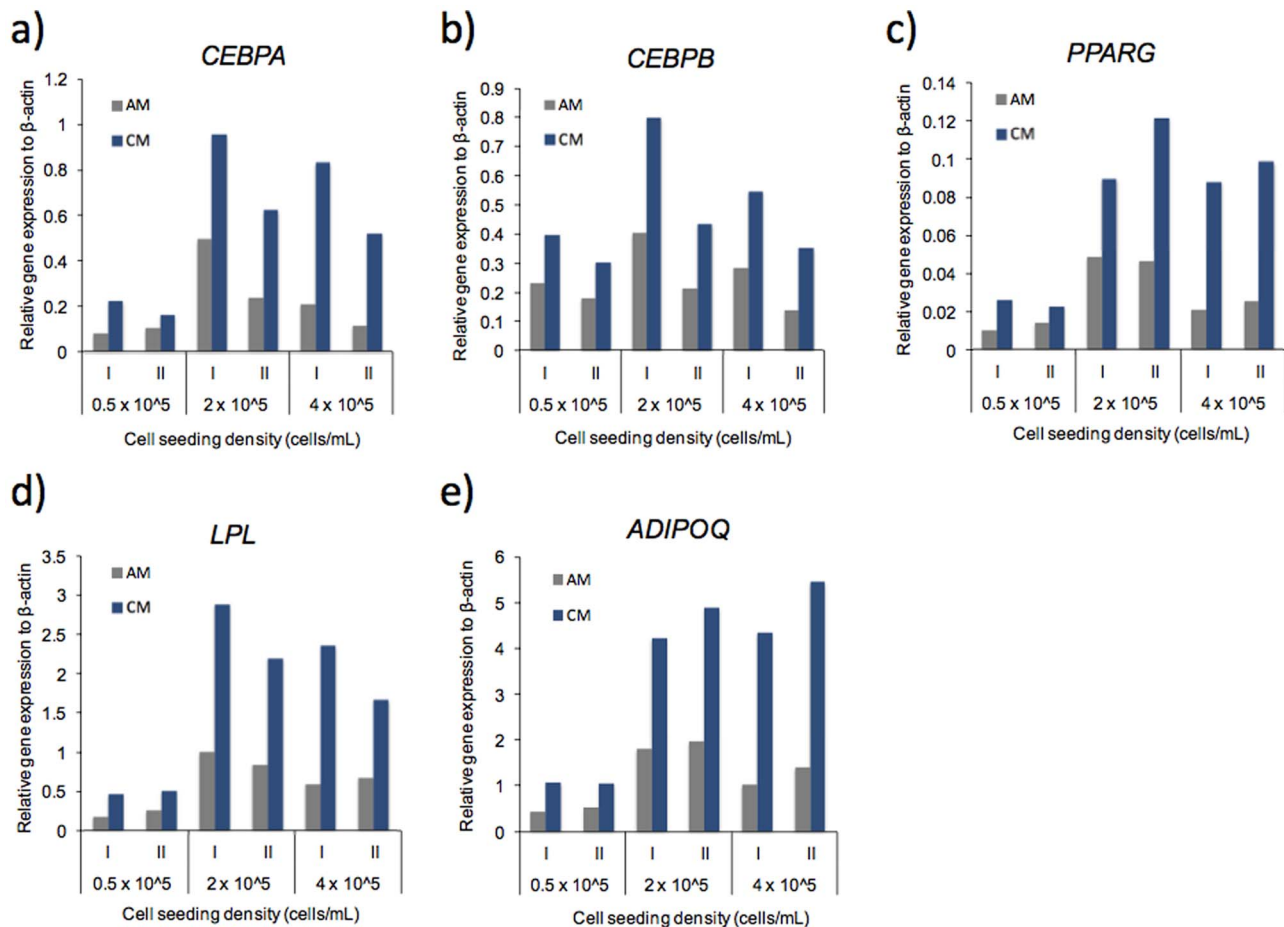 a)
CEBPA
Relative gene expression to β-actin
1.2
1
0.8
0.6
0.4
0.2
0
AM
CM
I II I II I II
0.5 x 10^5 2 x 10^5 4 x 10^5
Cell seeding density (cells/mL)
b)
CEBPB
Relative gene expression to β-actin
0.9
0.8
0.7
0.6
0.5
0.4
0.3
0.2
0.1
0
AM
CM
I II I II I II
0.5 x 10^5 2 x 10^5 4 x 10^5
Cell seeding density (cells/mL)
c)
PPARG
Relative gene expression to β-actin
0.14
0.12
0.1
0.08
0.06
0.04
0.02
0
AM
CM
I II I II I II
0.5 x 10^5 2 x 10^5 4 x 10^5
Cell seeding density (cells/mL)
d)
LPL
Relative gene expression to β-actin
3.5
3
2.5
2
1.5
1
0.5
0
AM
CM
I II I II I II
0.5 x 10^5 2 x 10^5 4 x 10^5
Cell seeding density (cells/mL)
e)
ADIPOQ
Relative gene expression to β-actin
6
5
4
3
2
1
0
AM
CM
I II I II I II
0.5 x 10^5 2 x 10^5 4 x 10^5
Cell seeding density (cells/mL)